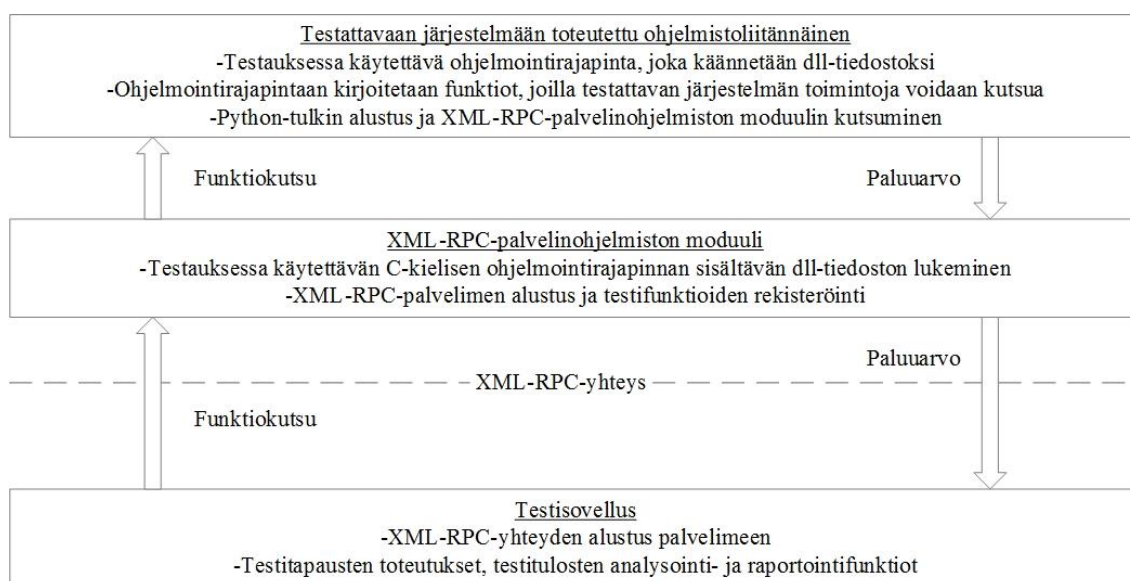 Testattavaan järjestelmään toteutettu ohjelmistoliitännäinen
-Testauksessa käytettävä ohjelmointirajapinta, joka käännetään dll-tiedostoksi
-Ohjelmointirajapintaan kirjoitetaan funktiot, joilla testattavan järjestelmän toimintoja voidaan kutsua
-Python-tulkin alustus ja XML-RPC-palvelinohjelmiston moduulin kutsuminen
Funktiokutsu
Paluuarvo
XML-RPC-palvelinohjelmiston moduuli
-Testauksessa käytettävän C-kielisen ohjelmointirajapinnan sisältävän dll-tiedoston lukeminen
-XML-RPC-palvelimen alustus ja testifunktioiden rekisteröinti
Paluuarvo
XML-RPC-yhteys
Funktiokutsu
Testisovellus
-XML-RPC-yhteyden alustus palvelimeen
-Testitapausten toteutukset, testitulosten analysointi- ja raportointifunktiot